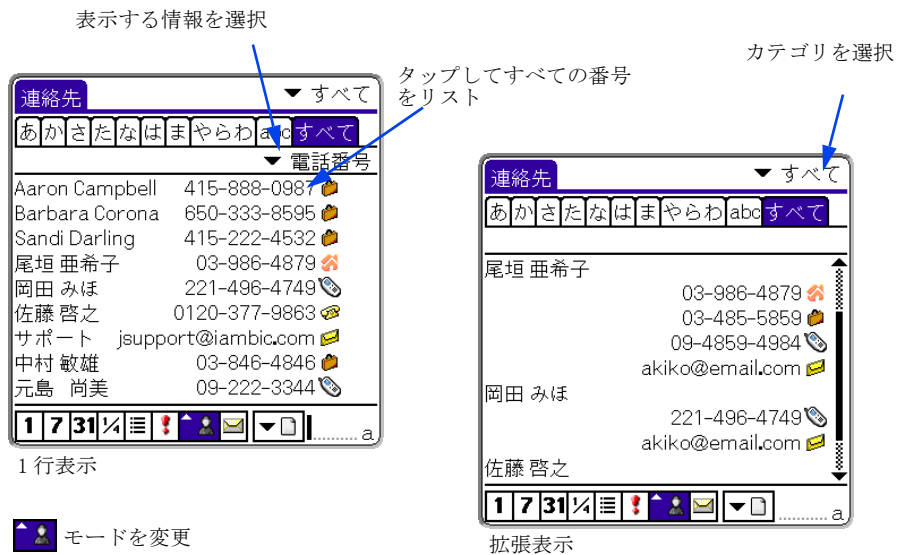 表示する情報を選択
カテゴリを選択
タップしてすべての番号
をリスト
連絡先 ▼ すべて
あ か さ た な は ま やらわ abc すべて
▼ 電話番号
Aaron Campbell 415-888-0987
Barbara Corona 650-333-8595
Sandi Darling 415-222-4532
尾垣 亜希子 03-986-4879
岡田 みほ 221-496-4749
佐藤 啓之 0120-377-9863
サポート jsupport@iambic.com
中村 敏雄 03-846-4846
元島 尚美 09-222-3344
1 7 31 ¼ a
1 行表示
モードを変更
連絡先 ▼ すべて
あ か さ た な は ま やらわ abc すべて
尾垣 亜希子
03-986-4879
03-485-5859
09-4859-4984
akiko@email.com
岡田 みほ
221-496-4749
akiko@email.com
佐藤 啓之
1 7 31 ¼ a
拡張表示